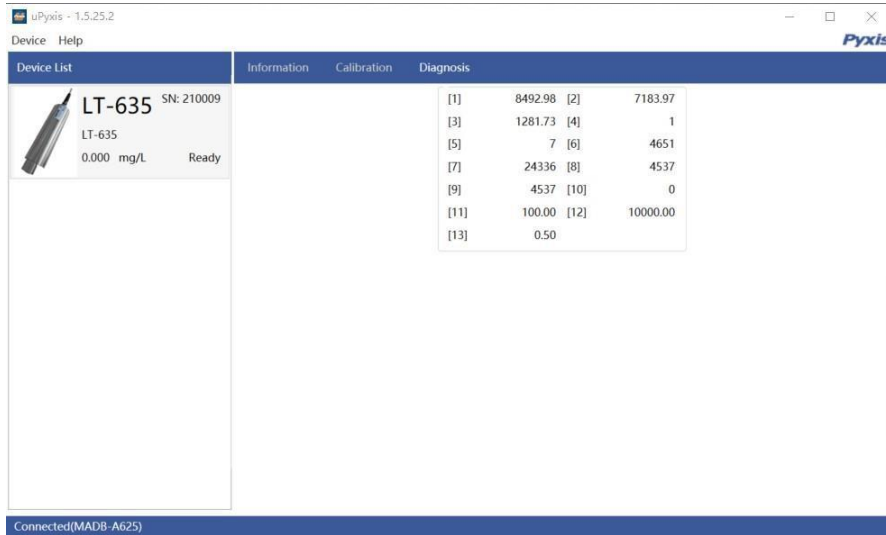 uPyxis - 1.5.25.2
Device Help
Pyxis
Device List
Information Calibration Diagnosis
LT-635 SN: 210009
LT-635
0.000 mg/L Ready
[1] 8492.98 [2] 7183.97
[3] 1281.73 [4] 1
[5] 7 [6] 4651
[7] 24336 [8] 4537
[9] 4537 [10] 0
[11] 100.00 [12] 10000.00
[13] 0.50
Connected(MADB-A625)